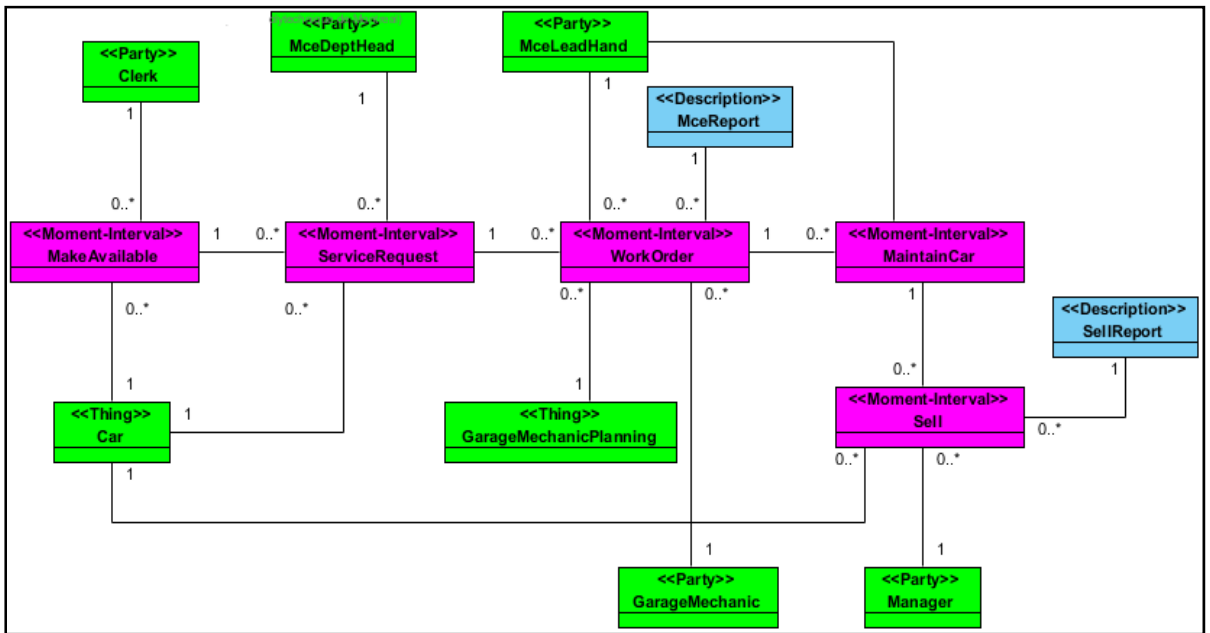 <<Party>>
MceDeptHead
<<Party>>
MceLeadHand
<<Party>>
Clerk
1
1
1
<<Description>>
MceReport
1
0..*
0..*
0..*
0..*
<<Moment-Interval>>
MakeAvailable
1
0..*
<<Moment-Interval>>
ServiceRequest
1
0..*
<<Moment-Interval>>
WorkOrder
1
0..*
<<Moment-Interval>>
MaintainCar
0..*
0..*
0..*
0..*
1
<<Description>>
SellReport
1
1
1
0..*
<<Thing>>
Car
1
<<Thing>>
GarageMechanicPlanning
<<Moment-Interval>>
Sell
0..*
1
0..*
0..*
1
1
<<Party>>
GarageMechanic
<<Party>>
Manager